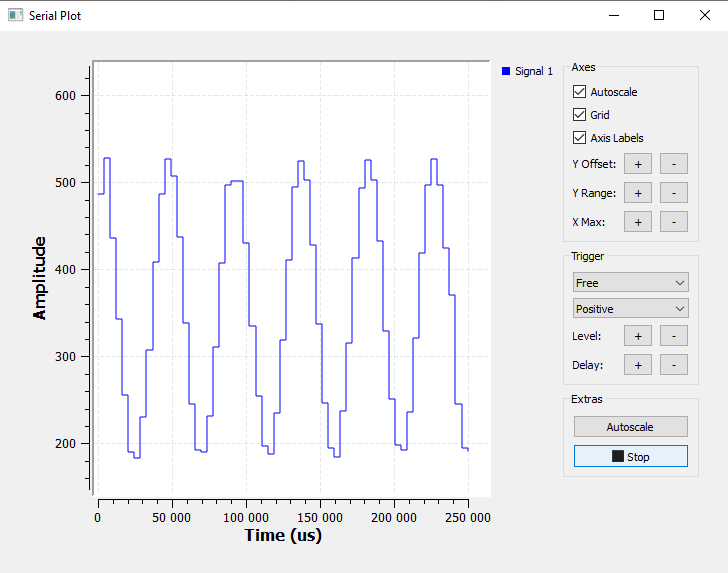 Serial Plot
Amplitude
600
500
400
300
200
0
50 000
100 000
150 000
200 000
250 000
Time (us)
Signal 1
Axes
Autoscale
Grid
Axis Labels
Y Offset: + -
Y Range: + -
X Max: + -
Trigger
Free
Positive
Level: + -
Delay: + -
Extras
Autoscale
Stop